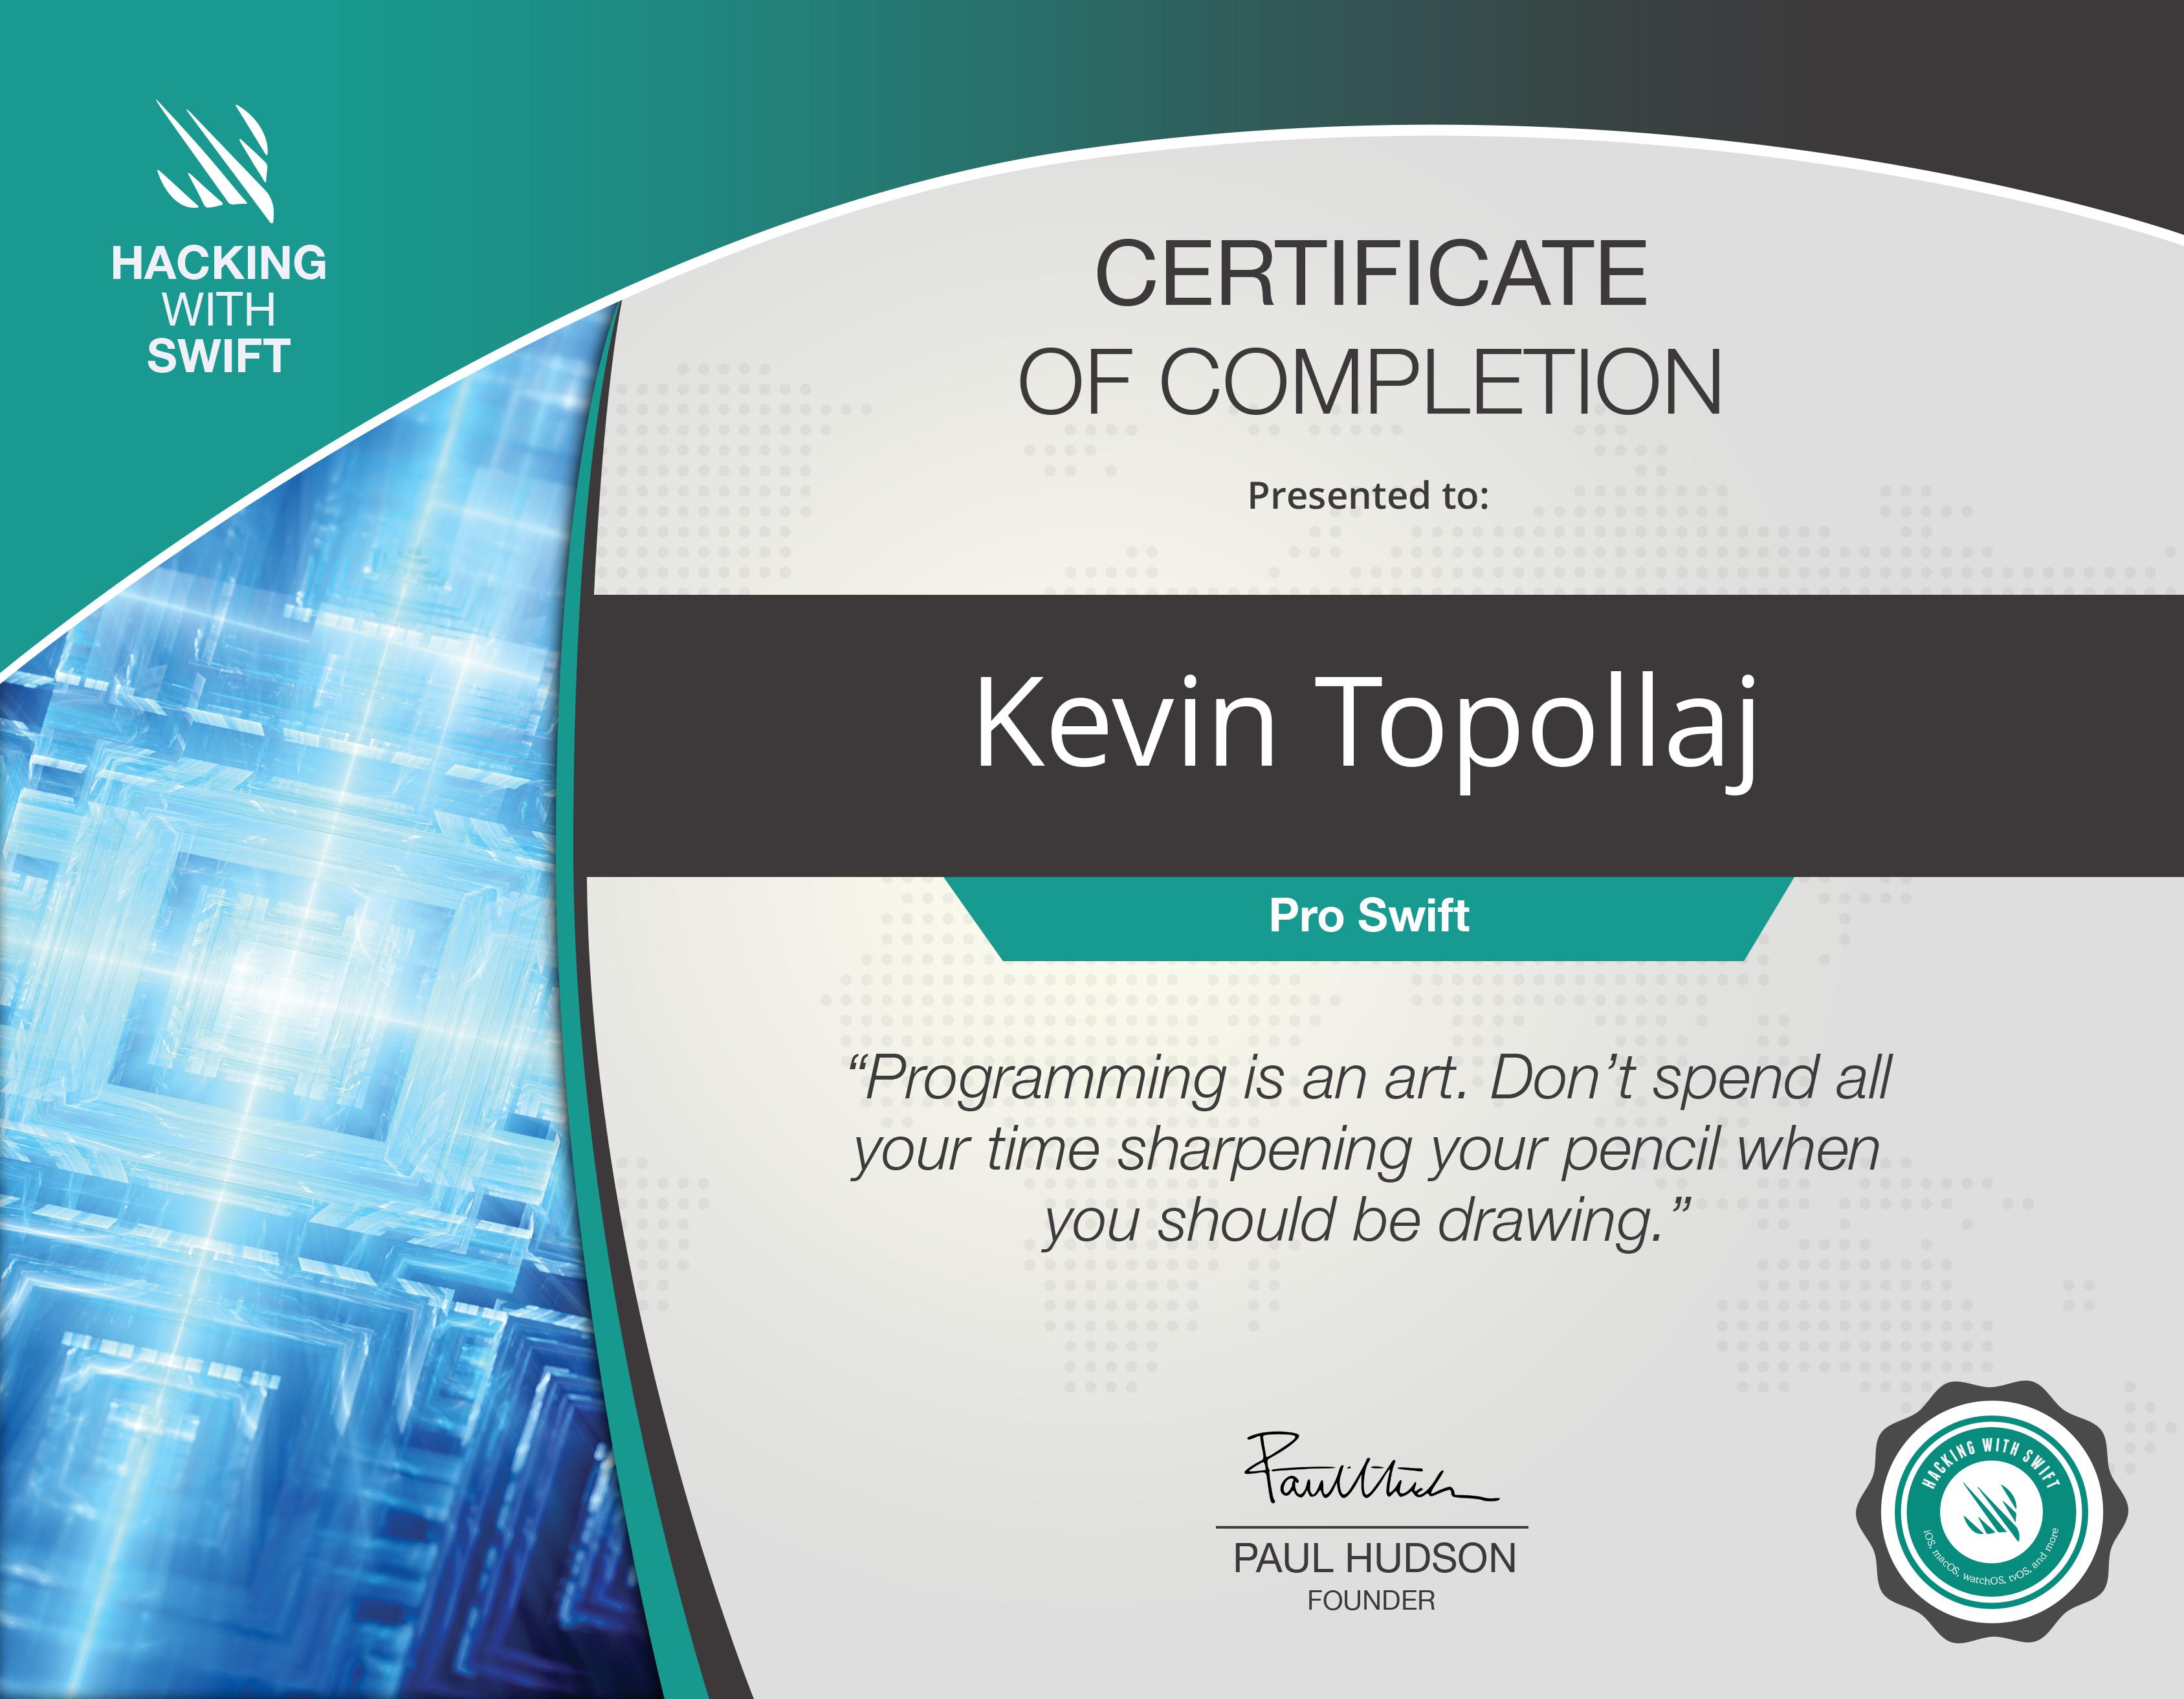 HACKING
WITH
SWIFT
CERTIFICATE
OF COMPLETION
Presented to:
Kevin Topollaj
Pro Swift
“Programming is an art. Don’t spend all
your time sharpening your pencil when
you should be drawing.”
PAUL HUDSON
FOUNDER
HACKING WITH SWIFT
iOS, macOS, watchOS, tvOS, and more